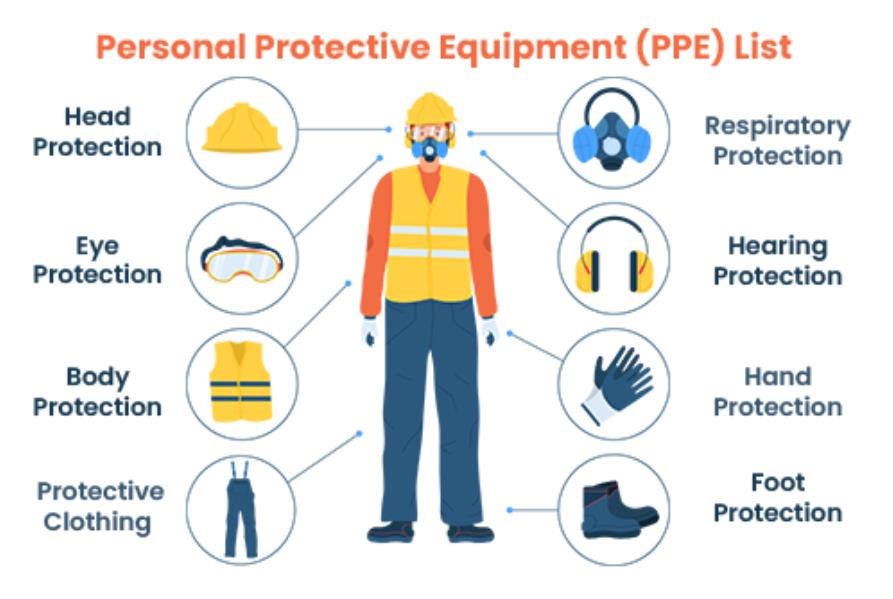 Personal Protective Equipment (PPE) List
Head
Protection
Respiratory
Protection
Eye
Protection
Hearing
Protection
Body
Protection
Hand
Protection
Protective
Clothing
Foot
Protection